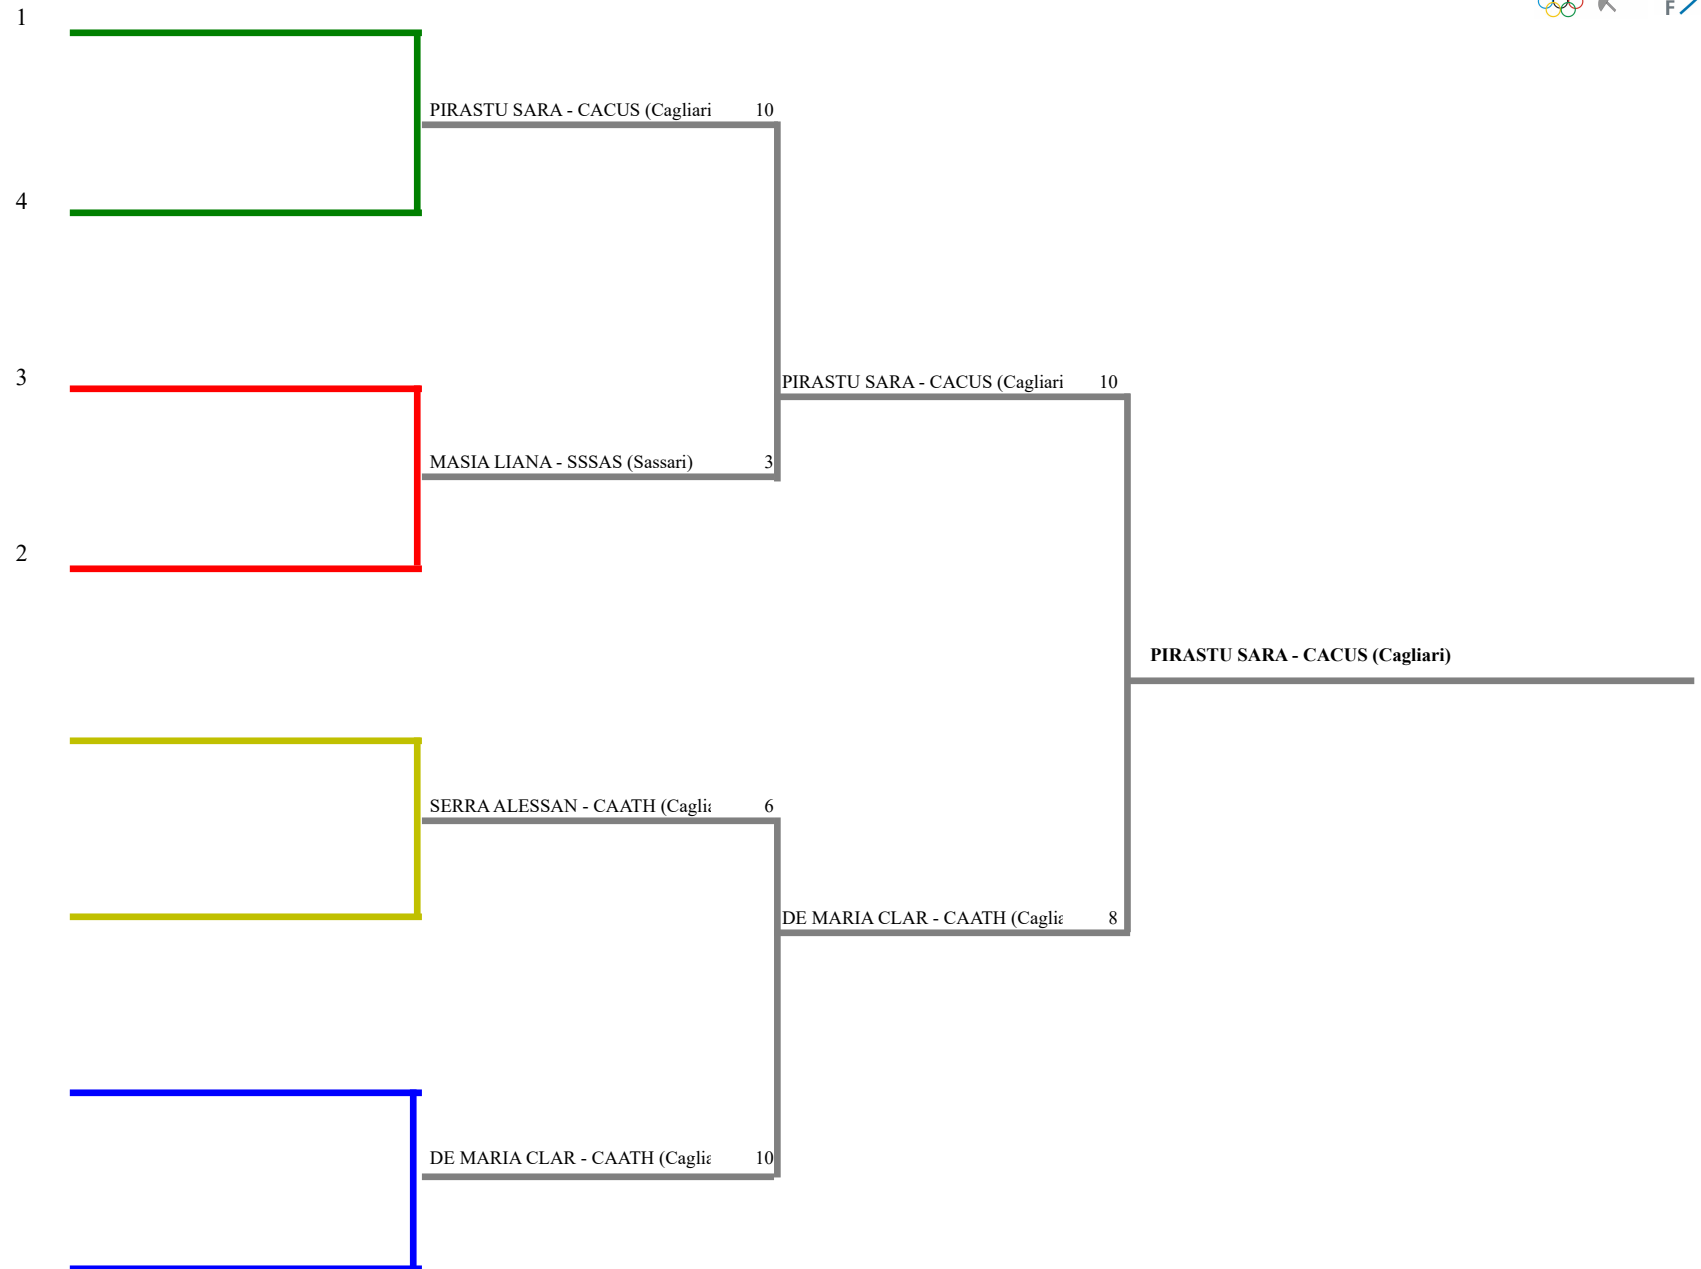 1
PIRASTU SARA - CACUS (Cagliari 10
4
3
PIRASTU SARA - CACUS (Cagliari 10
MASIA LIANA - SSSAS (Sassari) 3
2
PIRASTU SARA - CACUS (Cagliari)
SERRA ALESSAN - CAATH (Caglia 6
DE MARIA CLAR - CAATH (Caglia 8
DE MARIA CLAR - CAATH (Caglia 10
F